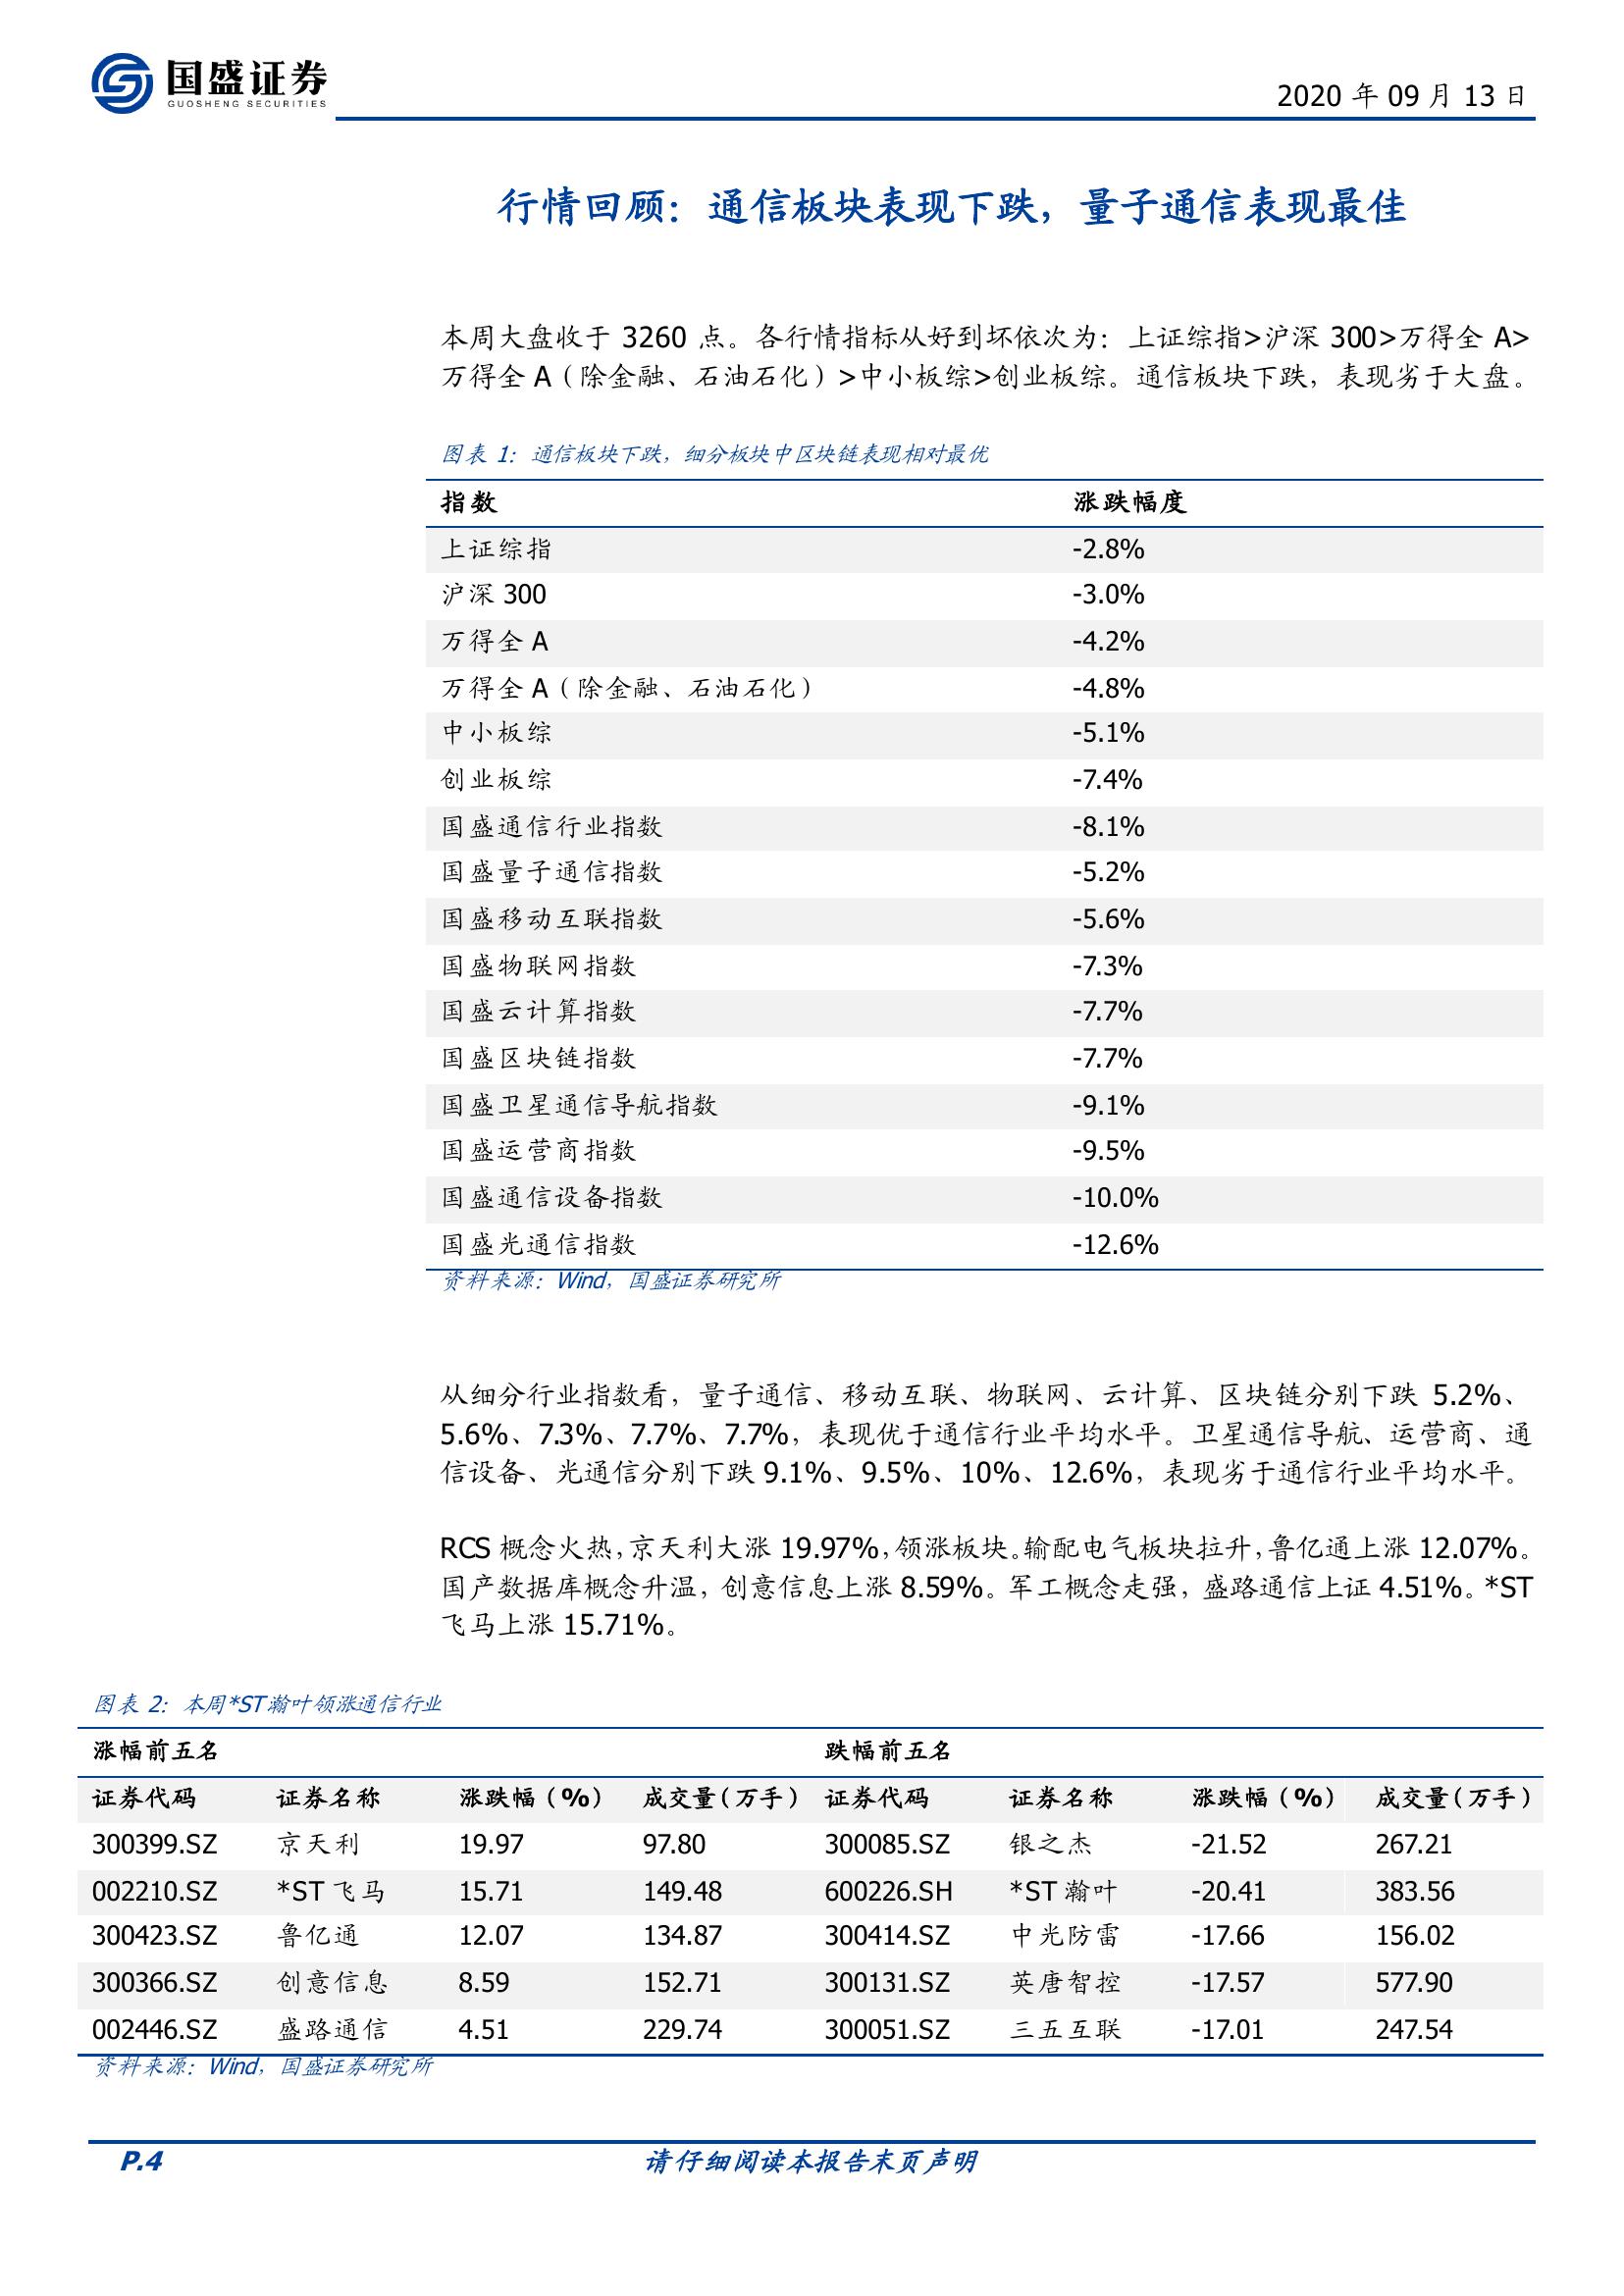 国盛证券
GUOSHENG SECURITIES
2020 年 09 月 13 日
行情回顾：通信板块表现下跌，量子通信表现最佳
本周大盘收于 3260 点。各行情指标从好到坏依次为：上证综指>沪深 300>万得全 A>
万得全 A（除金融、石油石化）>中小板综>创业板综。通信板块下跌，表现劣于大盘。
图表 1：通信板块下跌，细分板块中区块链表现相对最优
指数 涨跌幅度
上证综指 -2.8%
沪深 300 -3.0%
万得全 A -4.2%
万得全 A（除金融、石油石化） -4.8%
中小板综 -5.1%
创业板综 -7.4%
国盛通信行业指数 -8.1%
国盛量子通信指数 -5.2%
国盛移动互联指数 -5.6%
国盛物联网指数 -7.3%
国盛云计算指数 -7.7%
国盛区块链指数 -7.7%
国盛卫星通信导航指数 -9.1%
国盛运营商指数 -9.5%
国盛通信设备指数 -10.0%
国盛光通信指数 -12.6%
资料来源：Wind，国盛证券研究所
从细分行业指数看，量子通信、移动互联、物联网、云计算、区块链分别下跌 5.2%、
5.6%、7.3%、7.7%、7.7%，表现优于通信行业平均水平。卫星通信导航、运营商、通
信设备、光通信分别下跌 9.1%、9.5%、10%、12.6%，表现劣于通信行业平均水平。
RCS 概念火热，京天利大涨 19.97%，领涨板块。输配电气板块拉升，鲁亿通上涨 12.07%。
国产数据库概念升温，创意信息上涨 8.59%。军工概念走强，盛路通信上证 4.51%。*ST
飞马上涨 15.71%。
图表 2：本周*ST 瀚叶领涨通信行业
涨幅前五名 跌幅前五名
证券代码 证券名称 涨跌幅（%） 成交量（万手） 证券代码 证券名称 涨跌幅（%） 成交量（万手）
300399.SZ 京天利 19.97 97.80 300085.SZ 银之杰 -21.52 267.21
002210.SZ *ST 飞马 15.71 149.48 600226.SH *ST 瀚叶 -20.41 383.56
300423.SZ 鲁亿通 12.07 134.87 300414.SZ 中光防雷 -17.66 156.02
300366.SZ 创意信息 8.59 152.71 300131.SZ 英唐智控 -17.57 577.90
002446.SZ 盛路通信 4.51 229.74 300051.SZ 三五互联 -17.01 247.54
资料来源：Wind，国盛证券研究所
P.4 请仔细阅读本报告末页声明